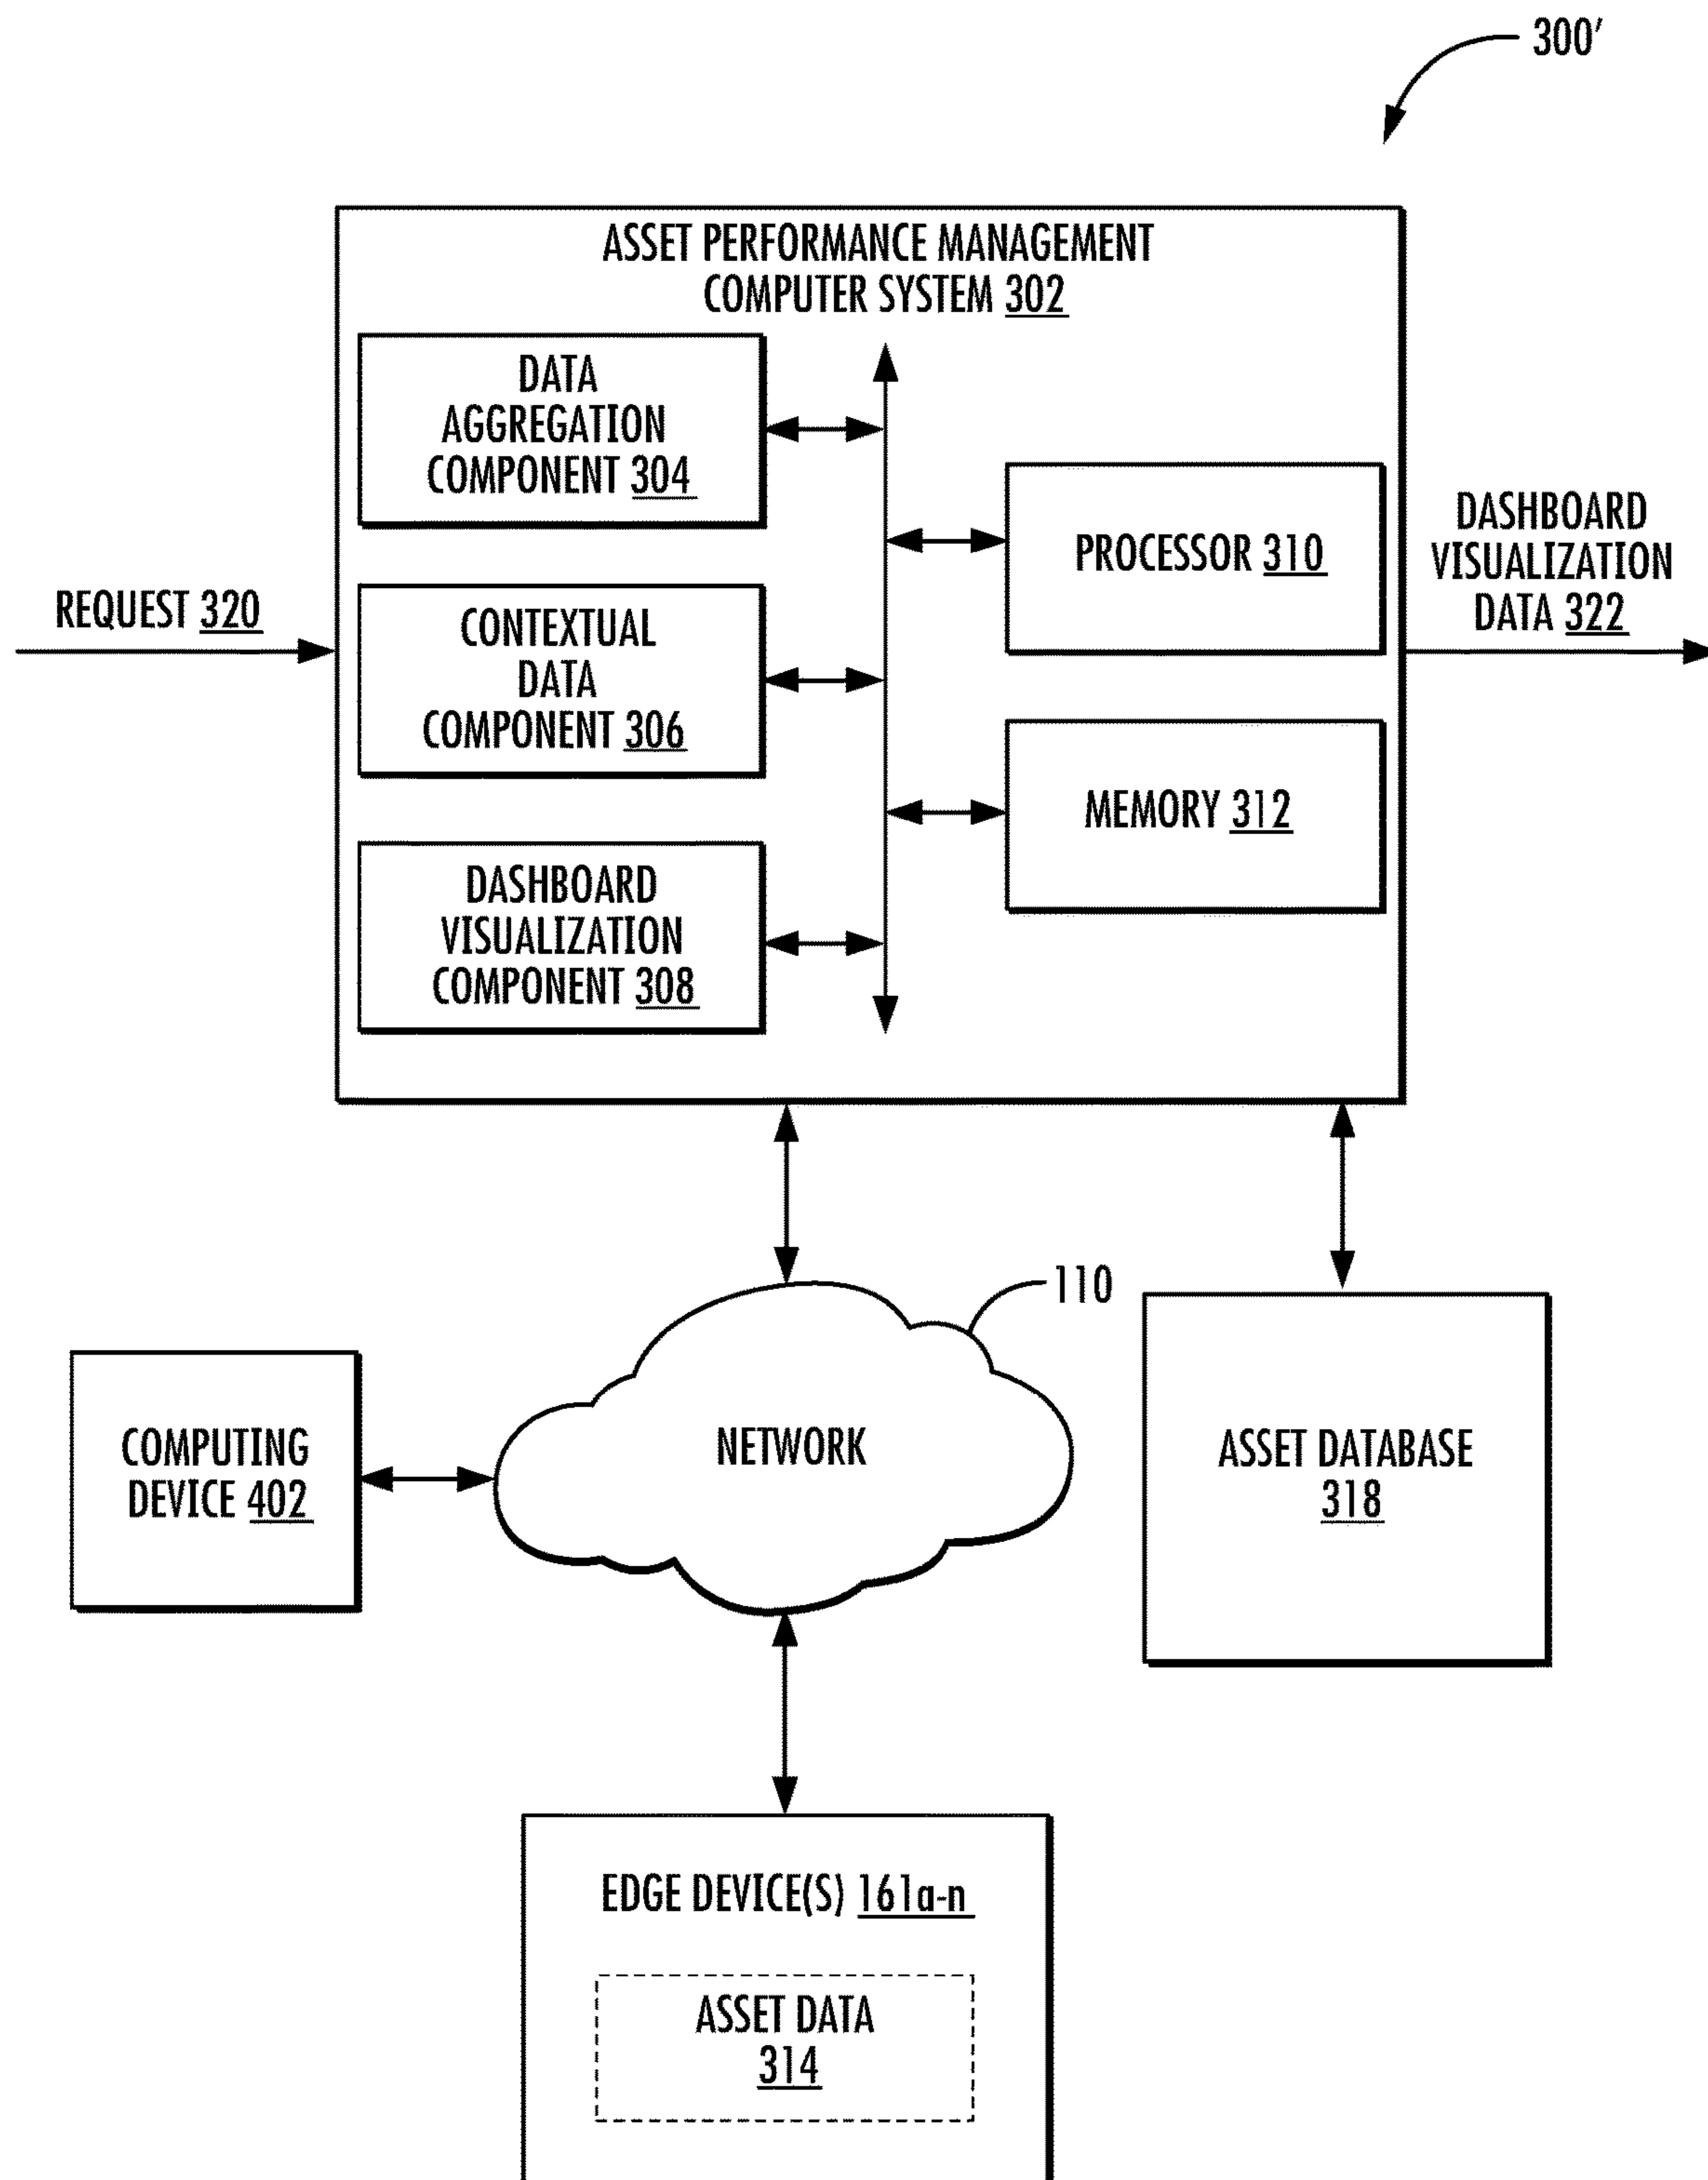 300'
ASSET PERFORMANCE MANAGEMENT
COMPUTER SYSTEM 302
DATA
AGGREGATION
COMPONENT 304
PROCESSOR 310
DASHBOARD
VISUALIZATION
DATA 322
REQUEST 320
CONTEXTUAL
DATA
COMPONENT 306
MEMORY 312
DASHBOARD
VISUALIZATION
COMPONENT 308
110
COMPUTING
DEVICE 402
NETWORK
ASSET DATABASE
318
EDGE DEVICE(S) 161a-n
ASSET DATA
314